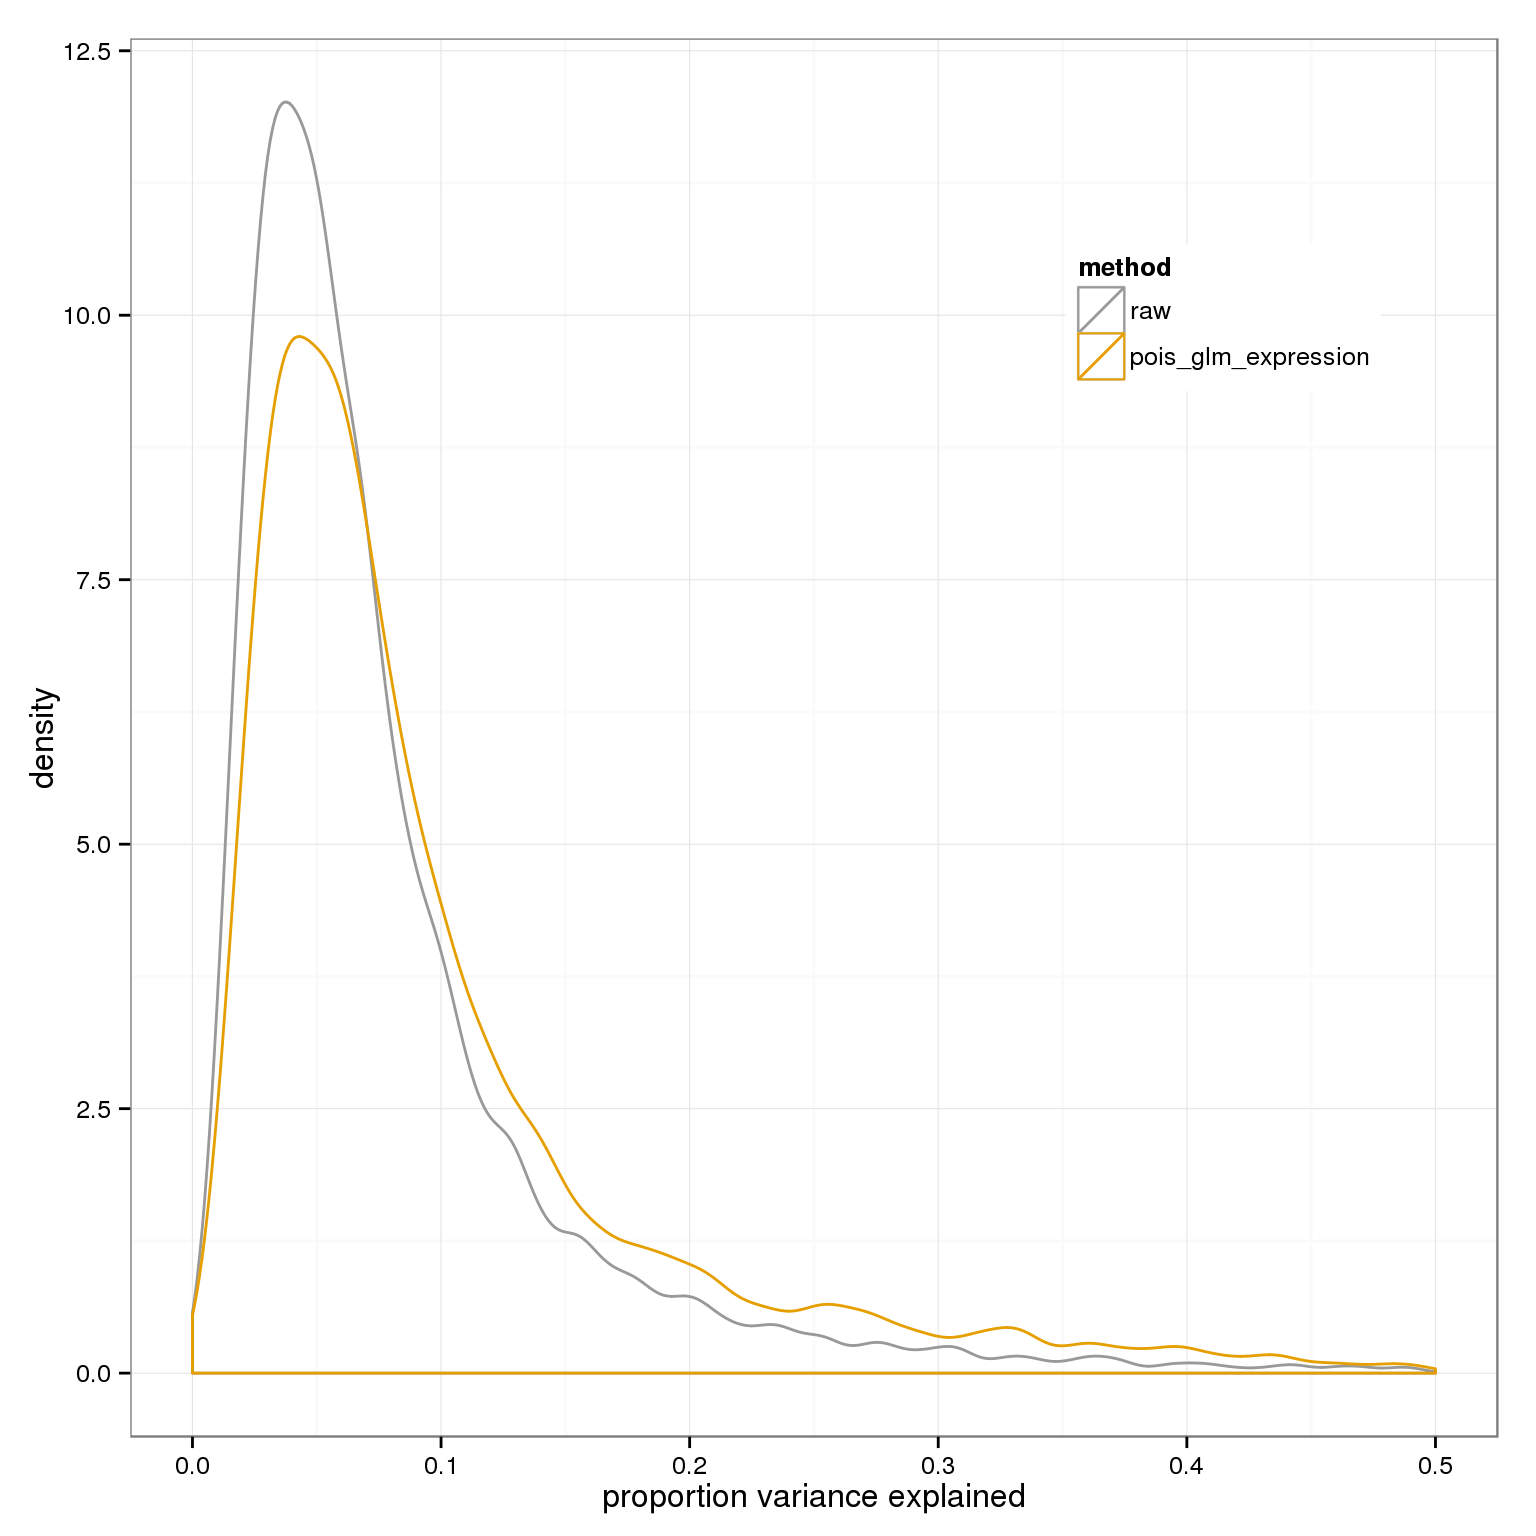 12.5
10.0
7.5
5.0
2.5
0.0
density
method
raw
pois_glm_expression
0.0 0.1 0.2 0.3 0.4 0.5
proportion variance explained